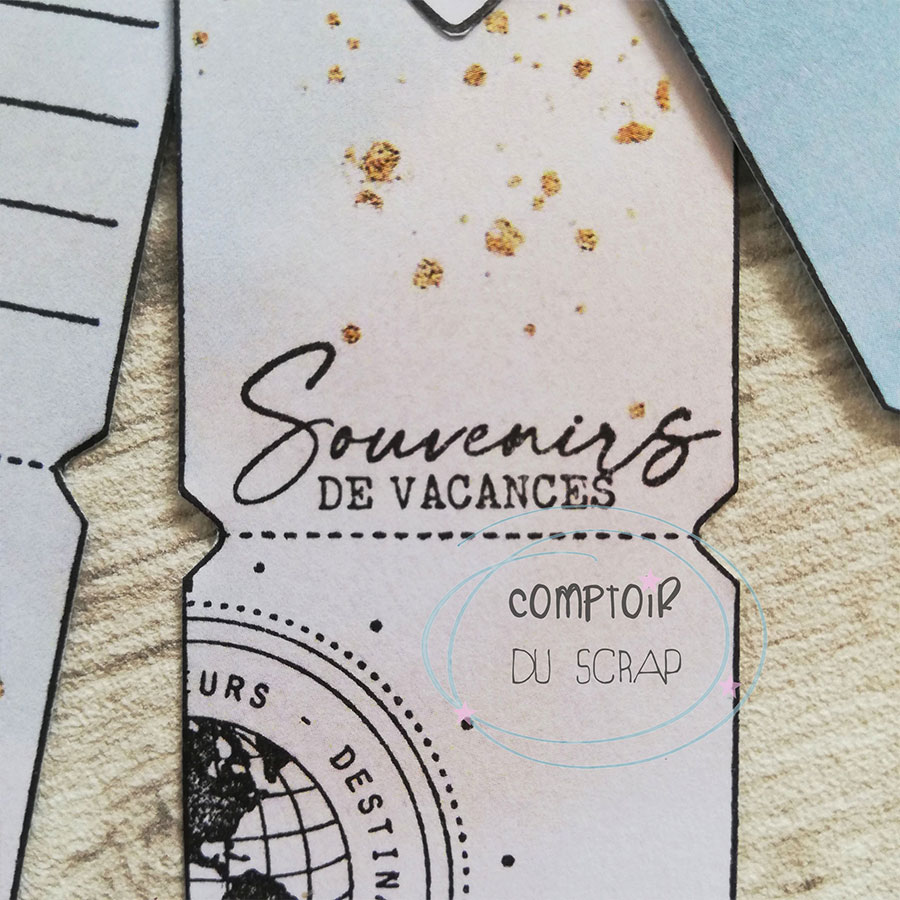 Souvenirs
DE VACANCES
COMPTOIR
DU SCRAP